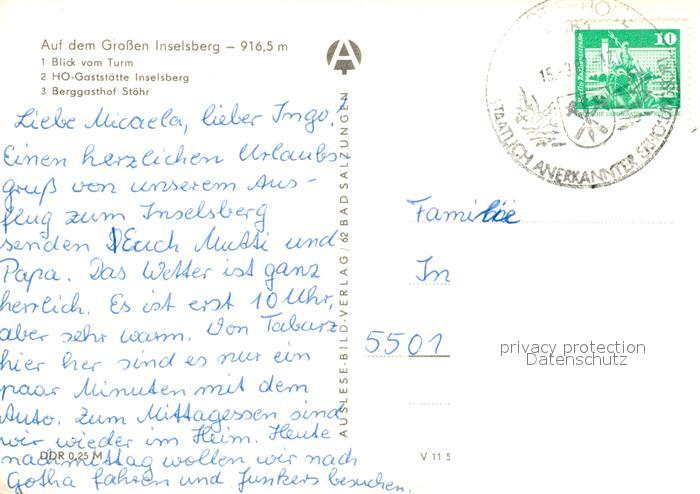 Auf dem Großen Inselsberg – 916,5 m
1 Blick vom Turm
2 HO-Gaststätte Inselsberg
3 Berggasthof Stöhr
Liebe Micaela, lieber Ingo!
Einen herzlichen Urlaubs-
gruß von unserem Aus-
flug zum Inselsberg
senden Euch Mutti und
Papa. Das Wetter ist ganz
herrlich. Es ist erst 10 Uhr,
aber sehr warm. Von Tabarz
hier her sind es nur ein
paar Minuten mit dem
Auto. Zum Mittagessen sind
wir wieder im Heim. Heute
nachmittag wollen wir nach
Gotha fahren und Junkers besuchen.
DDR 0,25 M
AUSLESE-BILD-VERLAG / 62 BAD SALZUNGEN
V 11 5
10
STAATLICH ANERKANNTER ERHOLUNGSORT
Familie
In
5501
privacy protection
Datenschutz